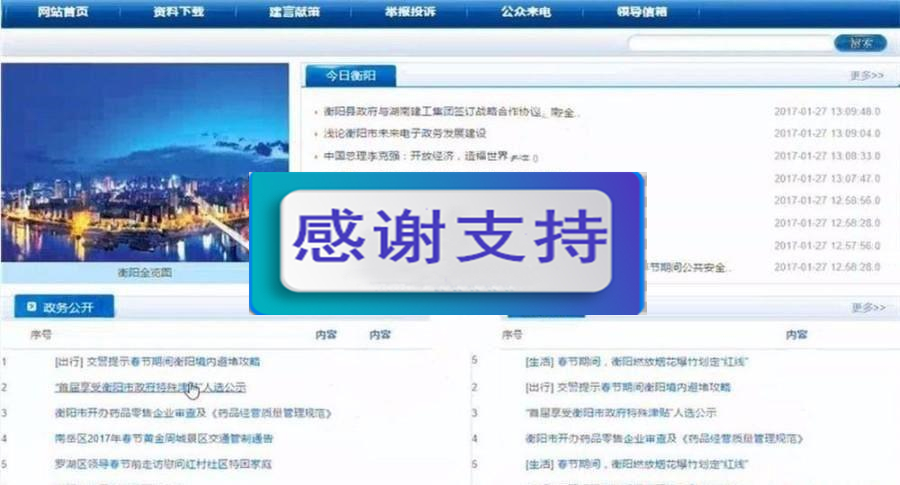 网站首页 资料下载 建言献策 举报投诉 公众来电 领导信箱
搜索
今日衡阳 更多>>
衡阳县政府与湖南建工集团签订战略合作协议 2017-01-27 13:09:48.0
浅论衡阳市未来电子政务发展建设 2017-01-27 13:09:04.0
中国总理李克强：开放经济，造福世界 2017-01-27 13:08:33.0
2017-01-27 13:07:47.0
2017-01-27 12:58:56.0
2017-01-27 12:58:28.0
2017-01-27 12:57:56.0
节期间公共安全.. 2017-01-27 12:58:28.0
感谢支持
衡阳全览图
政务公开 更多>>
序号 内容 内容
1 [出行] 交警提示春节期间衡阳境内避堵攻略
2 "首届享受衡阳市政府特殊津贴"人选公示
3 衡阳市开办药品零售企业审查及《药品经营质量管理规范》
4 南岳区2017年春节黄金周城景区交通管制通告
5 罗湖区领导春节前走访慰问红村社区特困家庭
序号 内容
5 [生活] 春节期间，衡阳燃放烟花爆竹划定"红线"
2 [出行] 交警提示春节期间衡阳境内避堵攻略
3 "首届享受衡阳市政府特殊津贴"人选公示
4 衡阳市开办药品零售企业审查及《药品经营质量管理规范》
5 [生活] 春节期间，衡阳燃放烟花爆竹划定"红线"